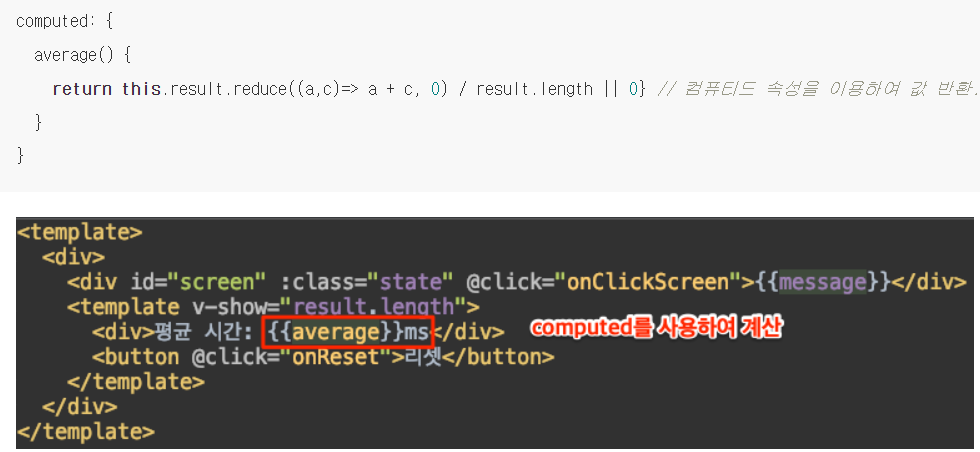 computed: {
average() {
return this.result.reduce((a,c)=> a + c, 0) / result.length || 0} // 컴퓨티드 속성을 이용하여 값 반환.
}
}
<template>
<div>
<div id="screen" :class="state" @click="onClickScreen">{{message}}</div>
<template v-show="result.length">
<div>평균 시간: {{average}}ms</div> computed를 사용하여 계산
<button @click="onReset">리셋</button>
</template>
</div>
</template>